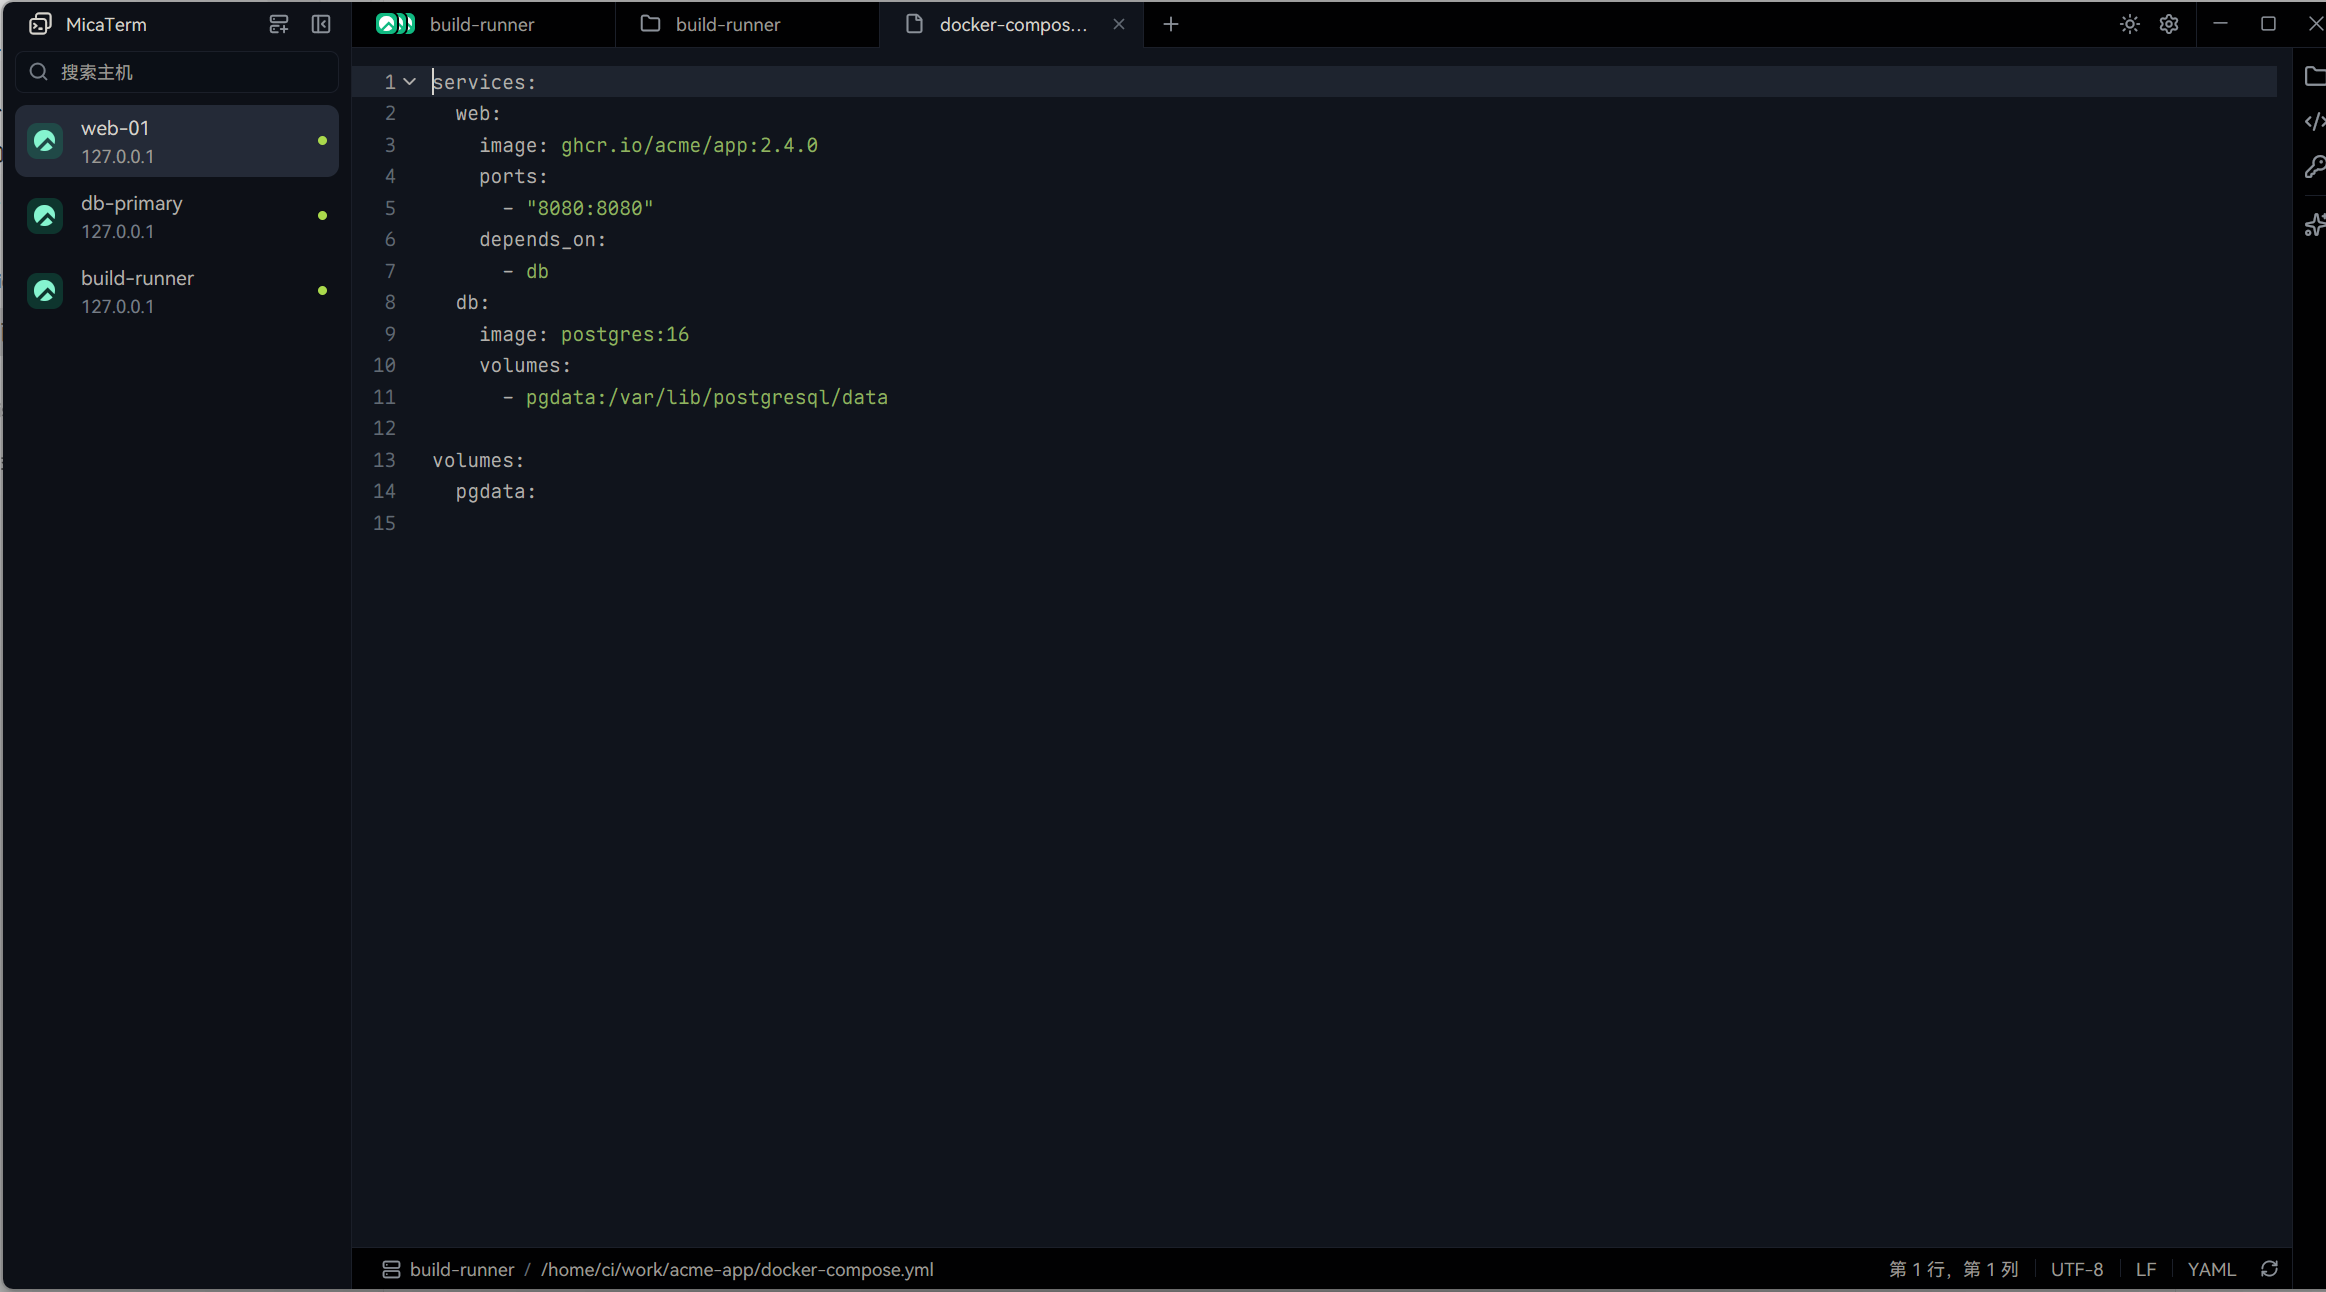 MicaTerm
build-runner
build-runner
docker-compos...
搜索主机
web-01
127.0.0.1
db-primary
127.0.0.1
build-runner
127.0.0.1
1 services:
2   web:
3     image: ghcr.io/acme/app:2.4.0
4     ports:
5       - "8080:8080"
6     depends_on:
7       - db
8   db:
9     image: postgres:16
10     volumes:
11       - pgdata:/var/lib/postgresql/data
12
13 volumes:
14   pgdata:
15
build-runner / /home/ci/work/acme-app/docker-compose.yml
第 1 行，第 1 列
UTF-8
LF
YAML